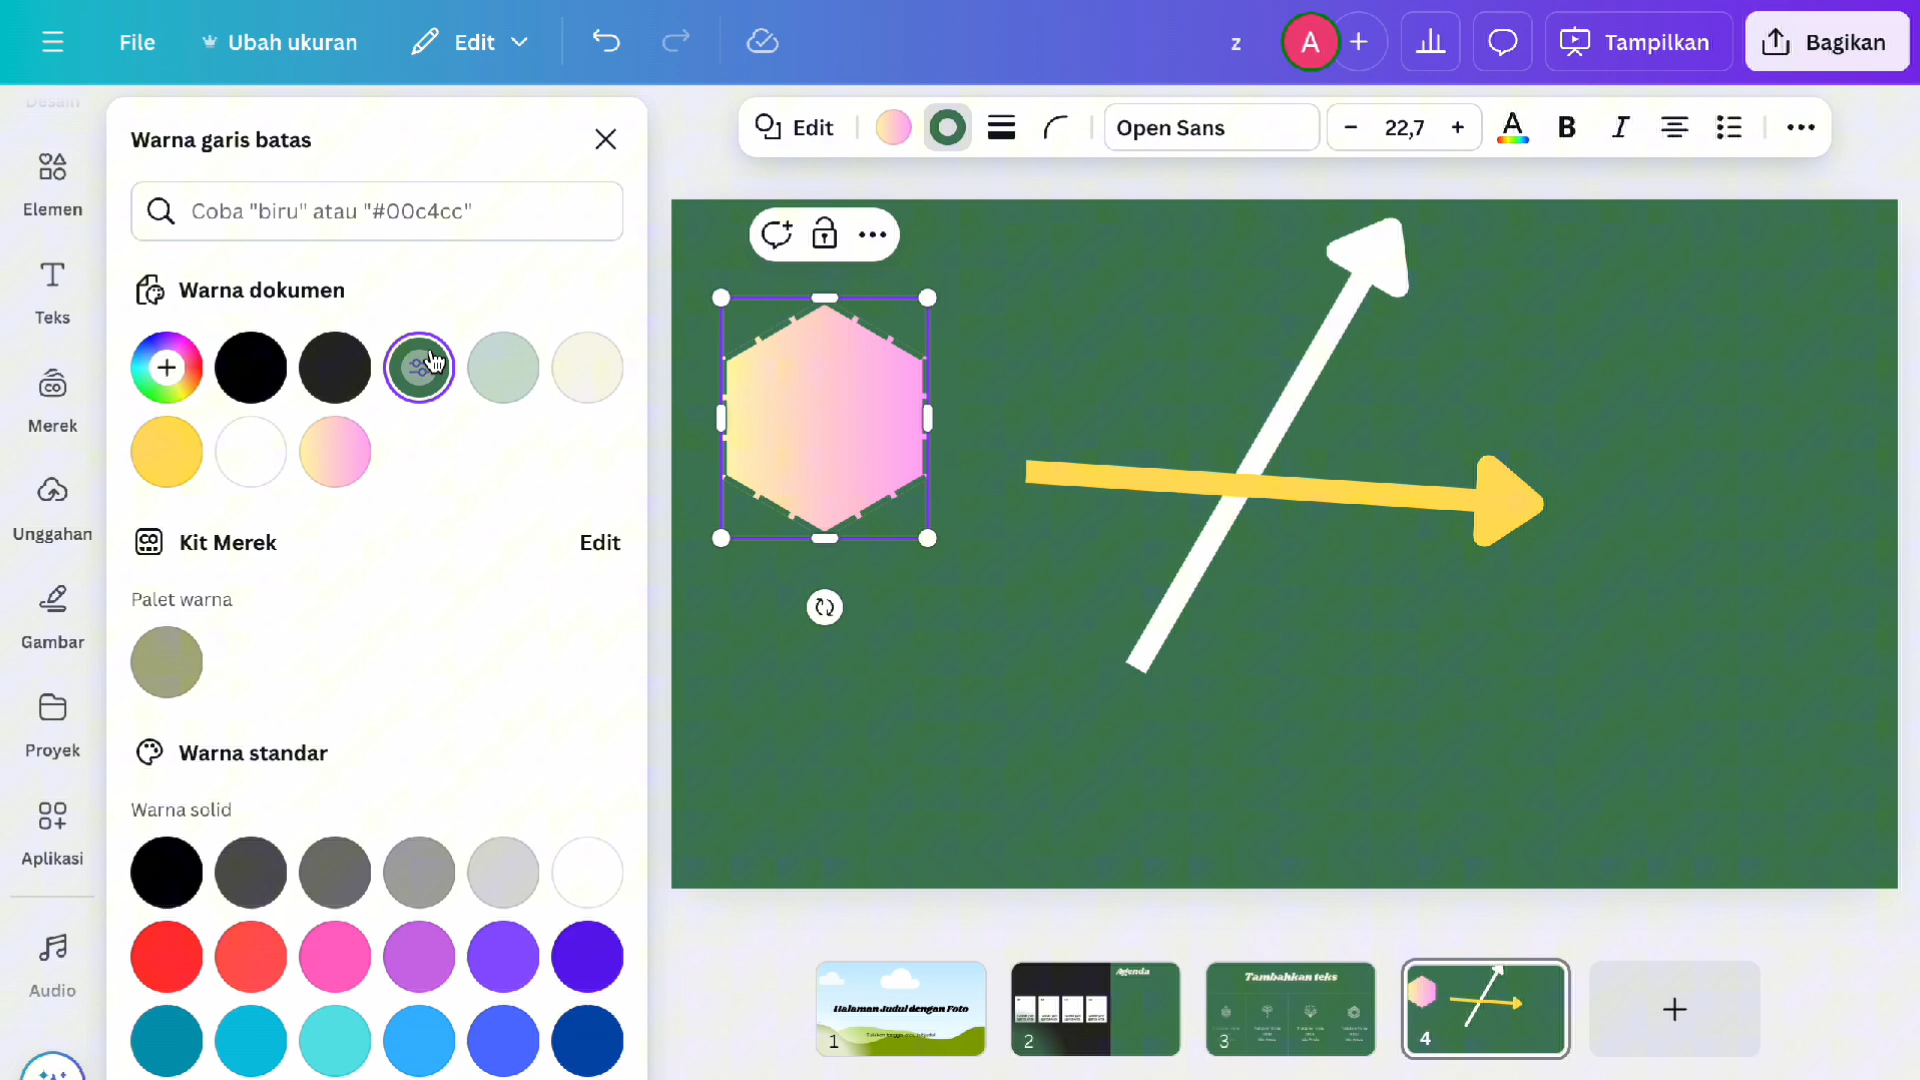 File
Ubah ukuran
Edit
z
A
Tampilkan
Bagikan
Desain
Elemen
Teks
Merek
Unggahan
Gambar
Proyek
Aplikasi
Audio
Warna garis batas
Coba "biru" atau "#00c4cc"
Warna dokumen
Kit Merek
Edit
Palet warna
Warna standar
Warna solid
Edit
Open Sans
22,7
A
B
I
Halaman Judul dengan Foto
1
Agenda
2
Tambahkan teks
3
4